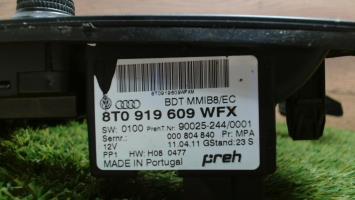 8T0919609WFXM
BDT MMIB8/EC
8T0 919 609 WFX
SW: 0100 PrehT.Nr: 90025-244/0001
Sernr.: 000 804 840 Pr: MPA
12V 11.04.11 GStand: 23 S
PP1 HW: H08 0477
MADE IN Portugal preh